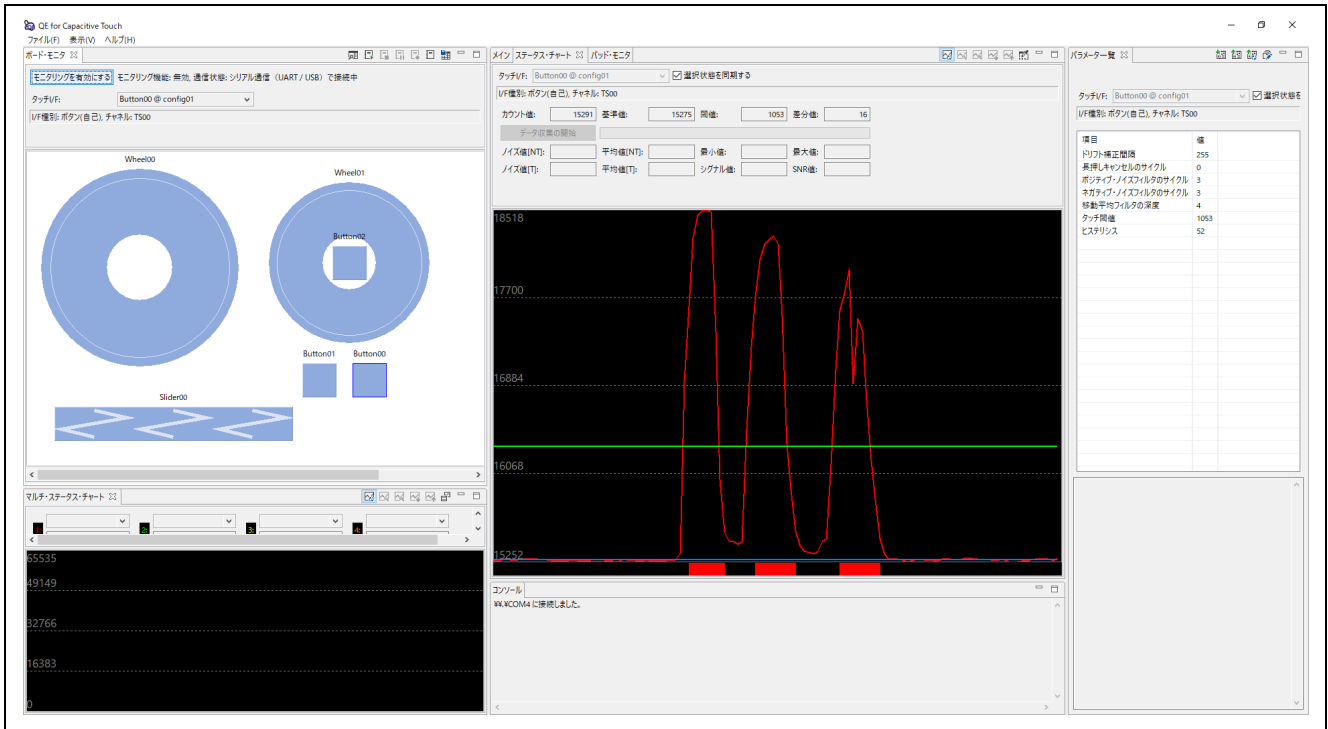 QE for Capacitive Touch
ファイル(F) 表示(V) ヘルプ(H)
ボード・モニタ
モニタリングを有効にする モニタリング機能: 無効, 通信状態: シリアル通信（UART / USB）で接続中
タッチI/F: Button00 @ config01
I/F種別: ボタン(自己), チャネル: TS00
Wheel00
Wheel01
Button02
Button01 Button00
Slider00
マルチ・ステータス・チャート
1: 2: 3: 4:
65535
49149
32766
16383
0
メイン ステータス・チャート パッド・モニタ
タッチI/F: Button00 @ config01 選択状態を同期する
I/F種別: ボタン(自己), チャネル: TS00
カウント値: 15291 基準値: 15275 閾値: 1053 差分値: 16
データ収集の開始
ノイズ値[NT]: 平均値[NT]: 最小値: 最大値:
ノイズ値[T]: 平均値[T]: シグナル値: SNR値:
18518
17700
16884
16068
15252
コンソール
¥¥.¥COM4 に接続しました。
パラメーター覧
タッチI/F: Button00 @ config01 選択状態を
I/F種別: ボタン(自己), チャネル: TS00
項目 値
ドリフト補正間隔 255
長押しキャンセルのサイクル 0
ポジティブ・ノイズフィルタのサイクル 3
ネガティブ・ノイズフィルタのサイクル 3
移動平均フィルタの深度 4
タッチ閾値 1053
ヒステリシス 52